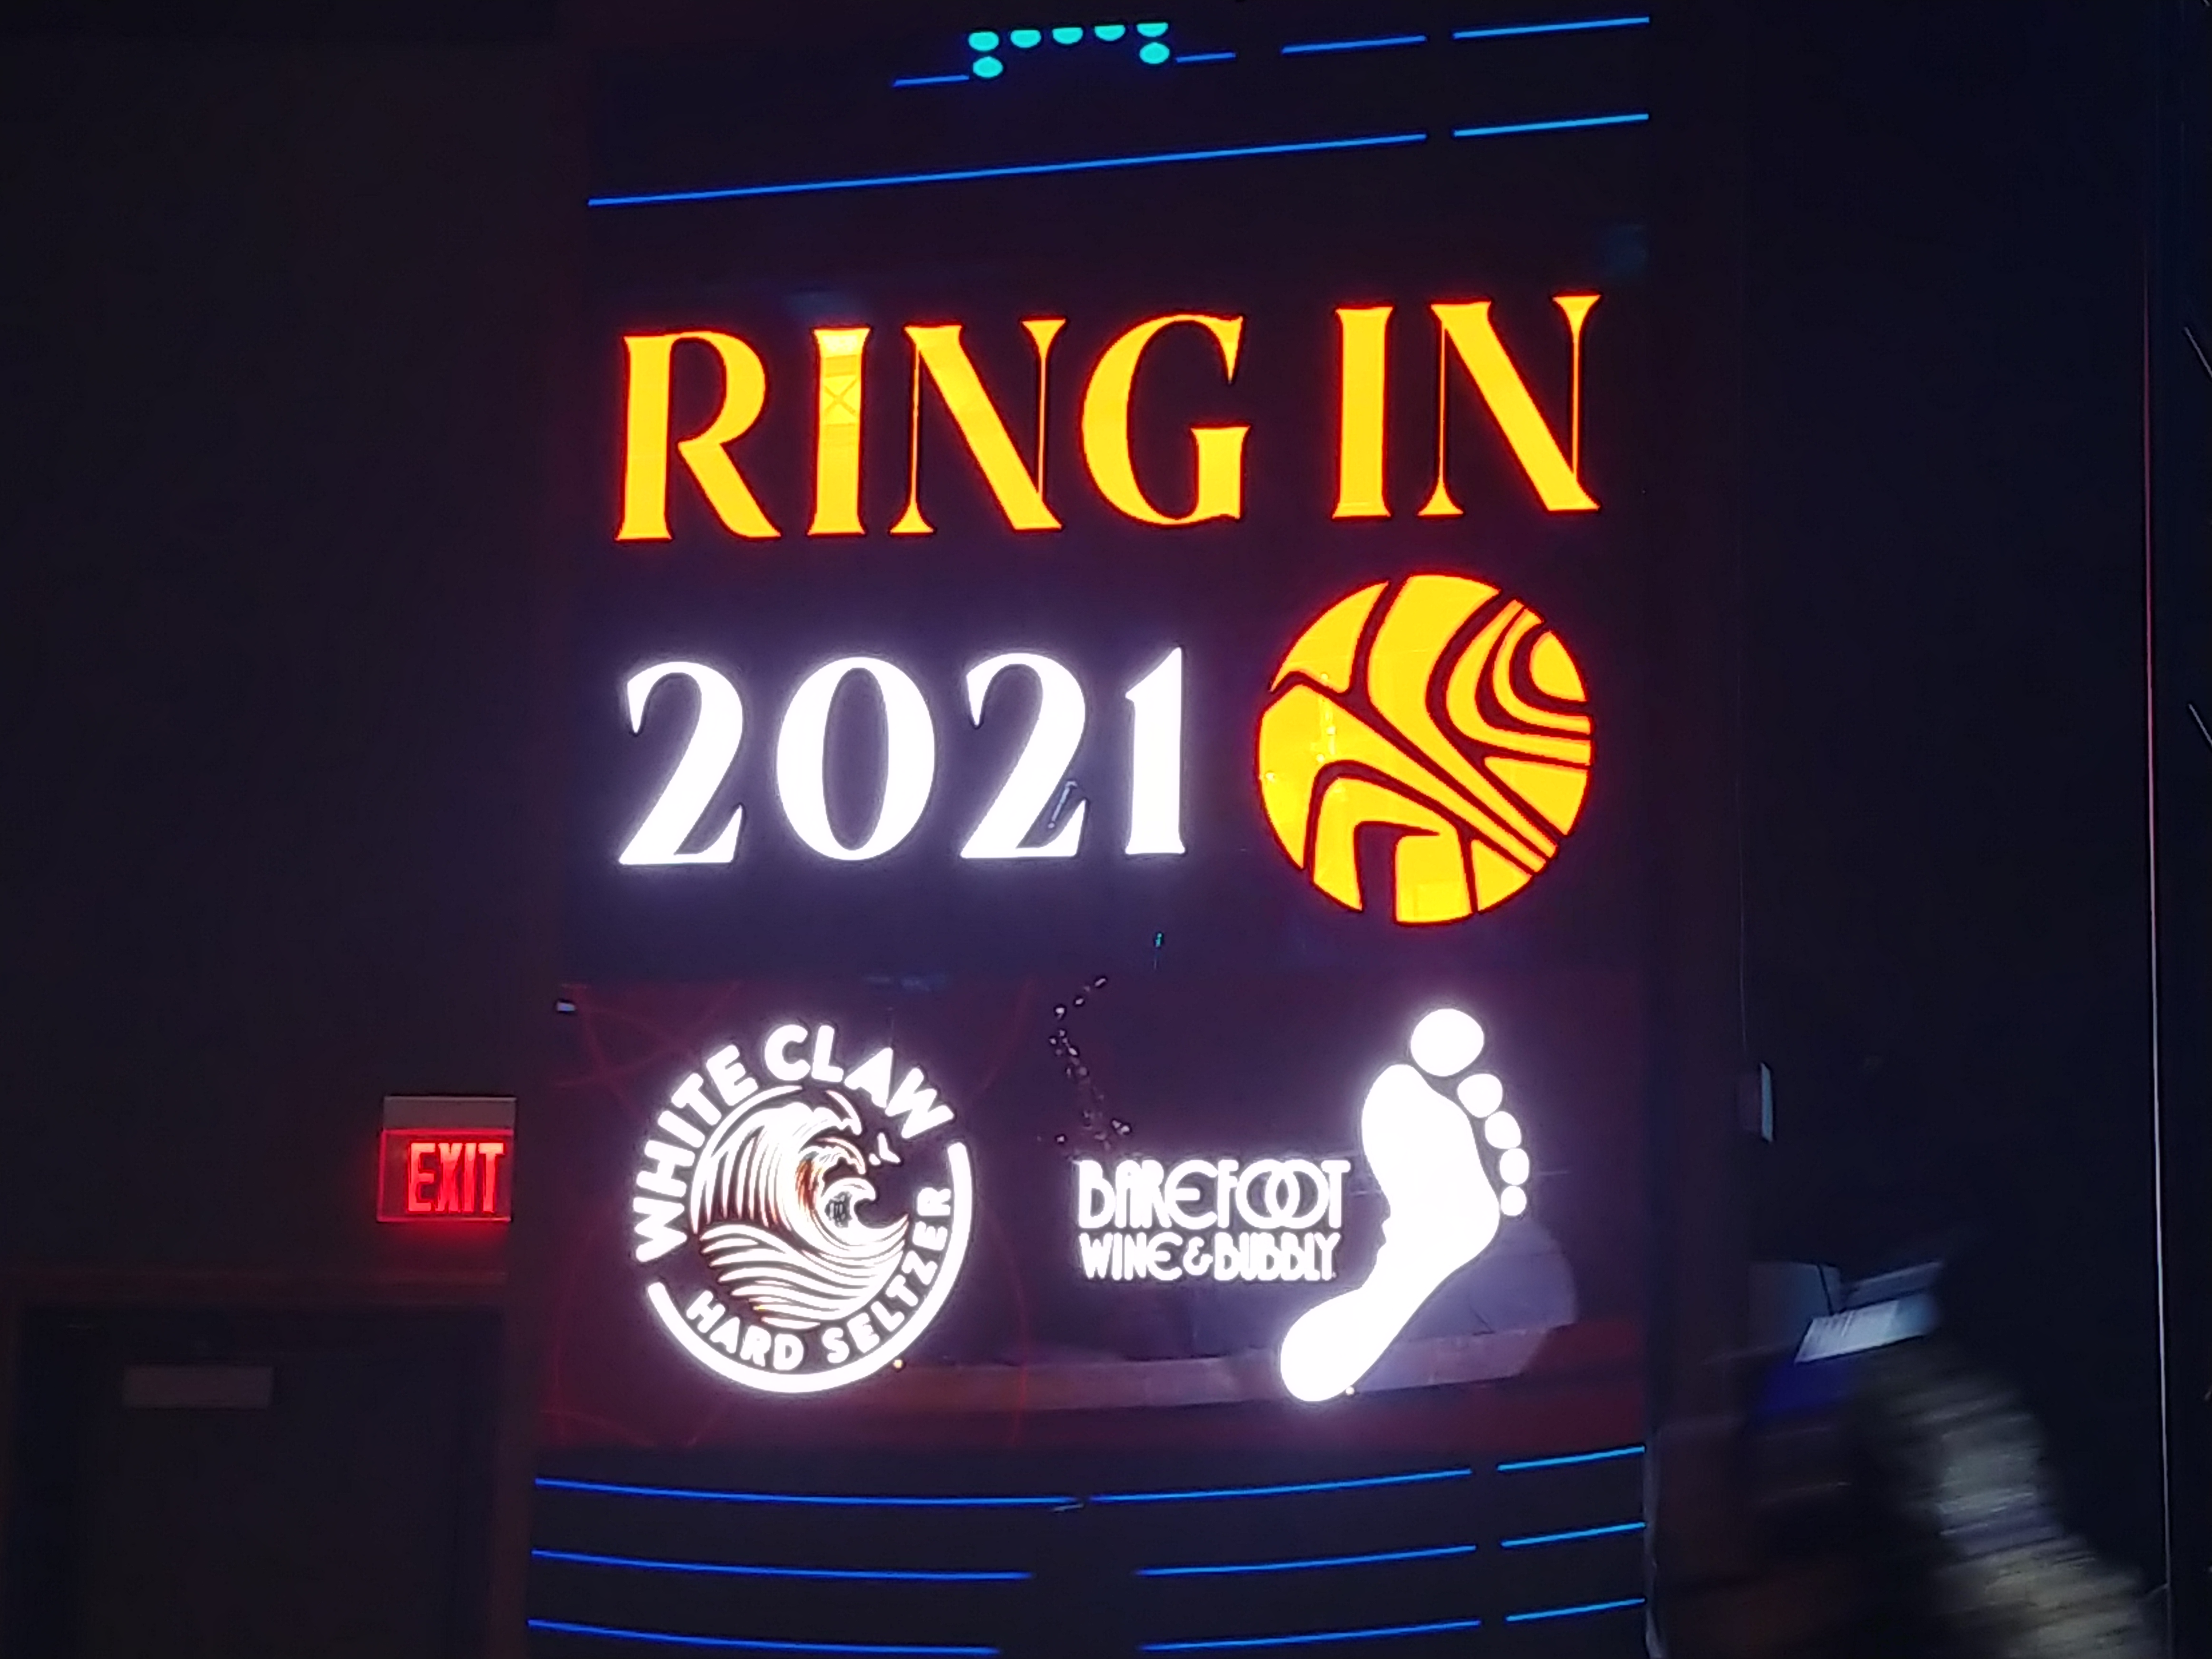 RING IN
2021
WHITE CLAW
HARD SELTZER
BAREFOOT
WINE & BUBBLY
EXIT